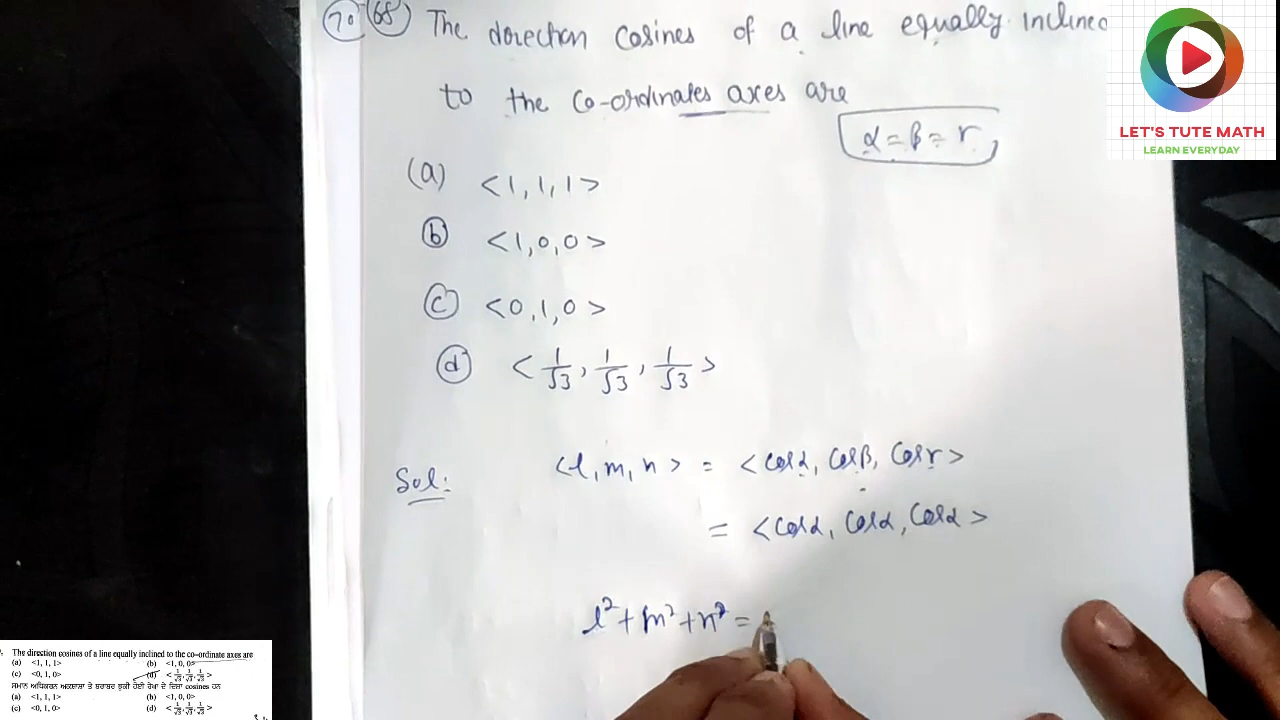 70 68 The direction cosines of a line equally inclined
to the co-ordinates axes are
α = β = r
(a) <1, 1, 1>
(b) <1, 0, 0>
(c) <0, 1, 0>
(d) <1/√3, 1/√3, 1/√3>
Sol: <l, m, n> = <cosα, cosβ, cosr>
= <cosα, cosα, cosα>
l² + m² + n² =
LET'S TUTE MATH
LEARN EVERYDAY
The direction cosines of a line equally inclined to the co-ordinate axes are
(a) <1, 1, 1> (b) <1, 0, 0>
(c) <0, 1, 0> (d) <1/√3, 1/√3, 1/√3>
ਦੇ ਦਿਸ਼ਾ cosines ਹਨ
(a) <1, 1, 1> (b) <1, 0, 0>
(c) <0, 1, 0> (d) <1/√3, 1/√3, 1/√3>